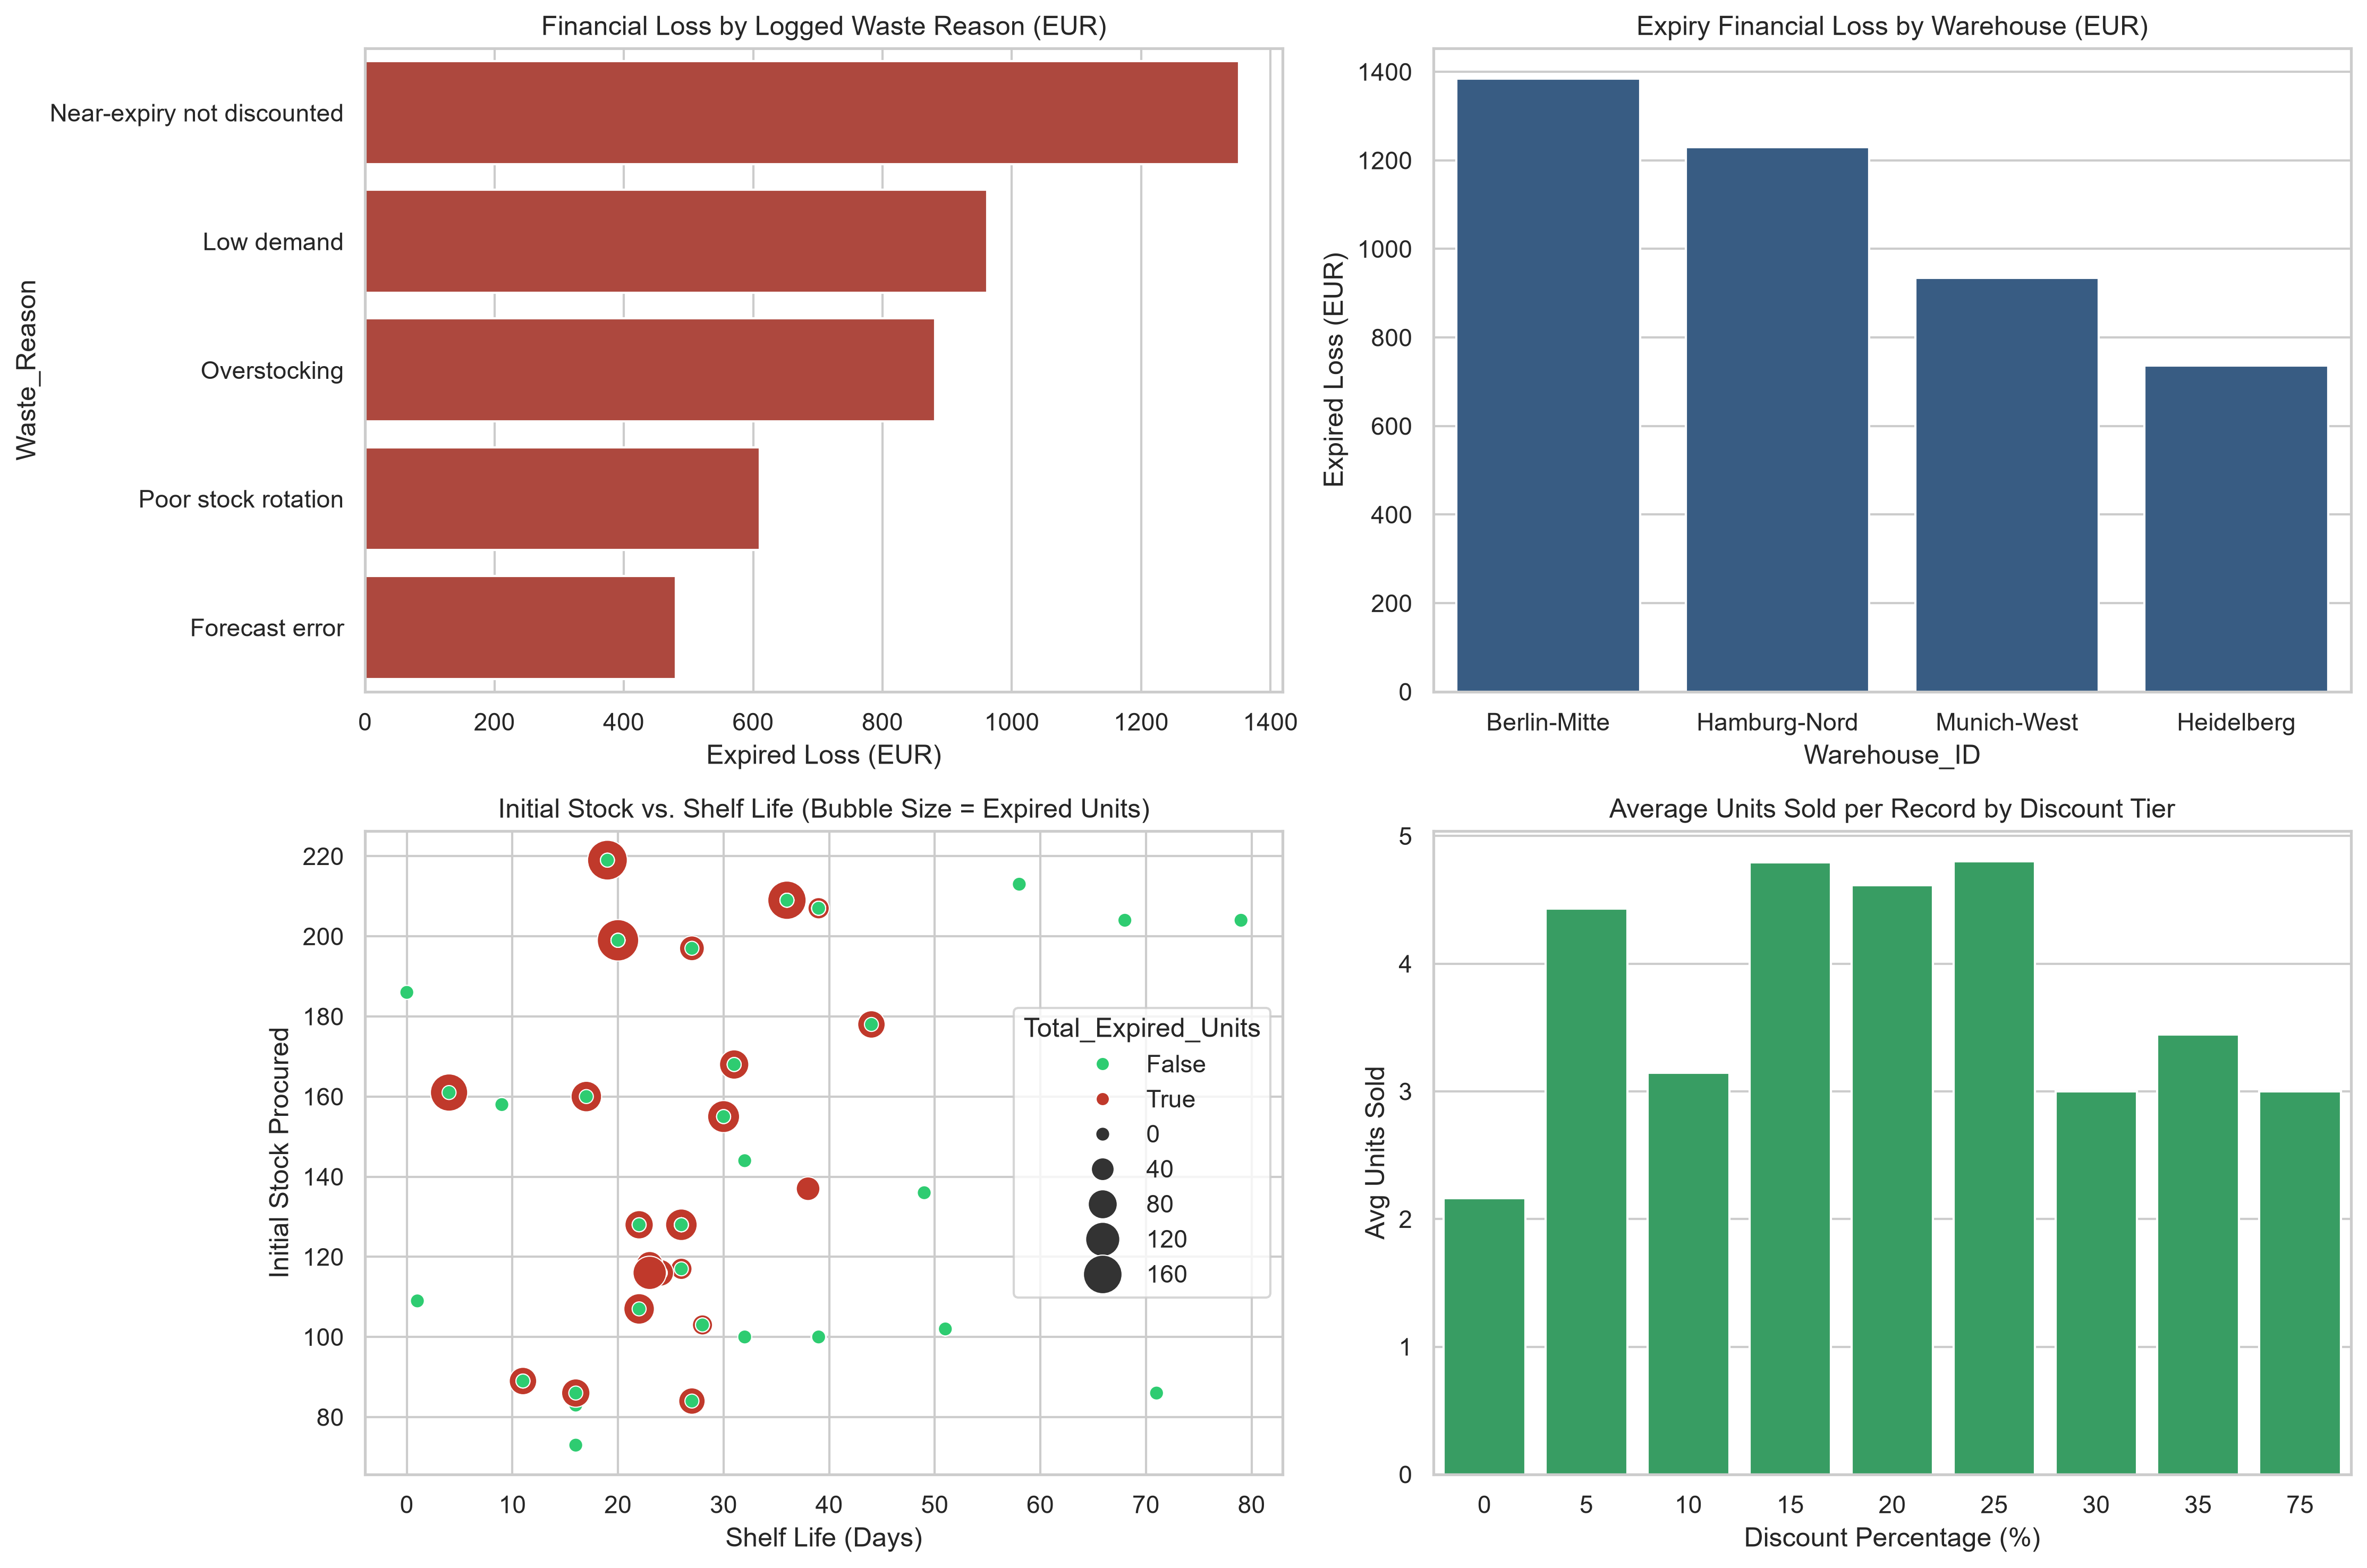 Financial Loss by Logged Waste Reason (EUR)
Waste_Reason
Near-expiry not discounted
Low demand
Overstocking
Poor stock rotation
Forecast error
0 200 400 600 800 1000 1200 1400
Expired Loss (EUR)
Expiry Financial Loss by Warehouse (EUR)
Expired Loss (EUR)
1400
1200
1000
800
600
400
200
0
Berlin-Mitte Hamburg-Nord Munich-West Heidelberg
Warehouse_ID
Initial Stock vs. Shelf Life (Bubble Size = Expired Units)
Initial Stock Procured
220
200
180
160
140
120
100
80
Total_Expired_Units
False
True
0
40
80
120
160
0 10 20 30 40 50 60 70 80
Shelf Life (Days)
Average Units Sold per Record by Discount Tier
Avg Units Sold
5
4
3
2
1
0
0 5 10 15 20 25 30 35 75
Discount Percentage (%)